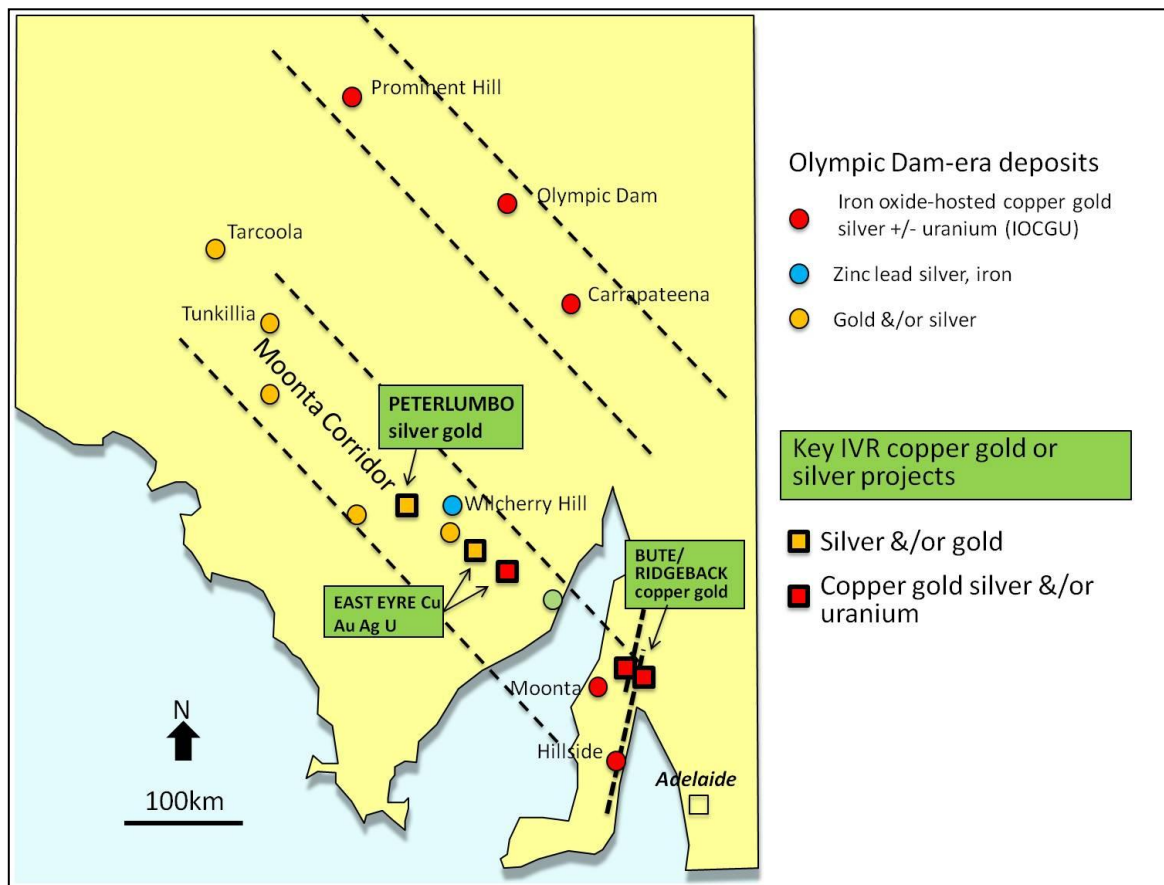 Prominent Hill
Olympic Dam
Tarcoola
Carrapateena
Tunkillia
Moonta Corridor
PETERLUMBO
silver gold
Wilcherry Hill
EAST EYRE Cu
Au Ag U
BUTE/
RIDGEBACK
copper gold
Moonta
Hillside
Adelaide
N
100km
Olympic Dam-era deposits
Iron oxide-hosted copper gold
silver +/- uranium (IOCGU)
Zinc lead silver, iron
Gold &/or silver
Key IVR copper gold or
silver projects
Silver &/or gold
Copper gold silver &/or
uranium